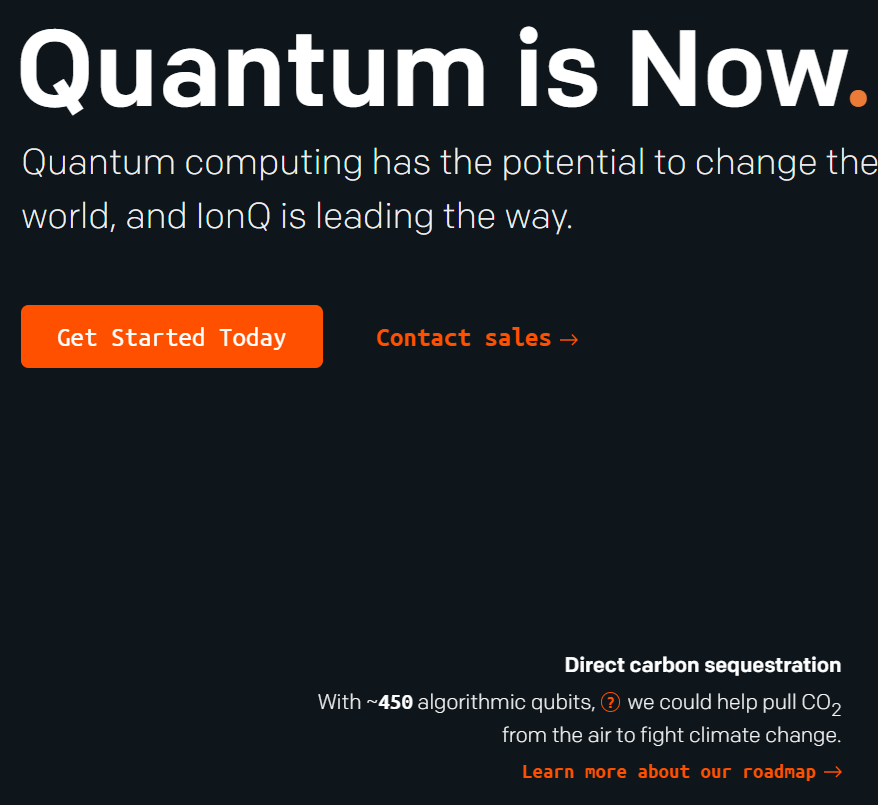 Quantum is Now.
Quantum computing has the potential to change the
world, and IonQ is leading the way.
Get Started Today
Contact sales →
Direct carbon sequestration
With ~450 algorithmic qubits, ? we could help pull CO₂
from the air to fight climate change.
Learn more about our roadmap →